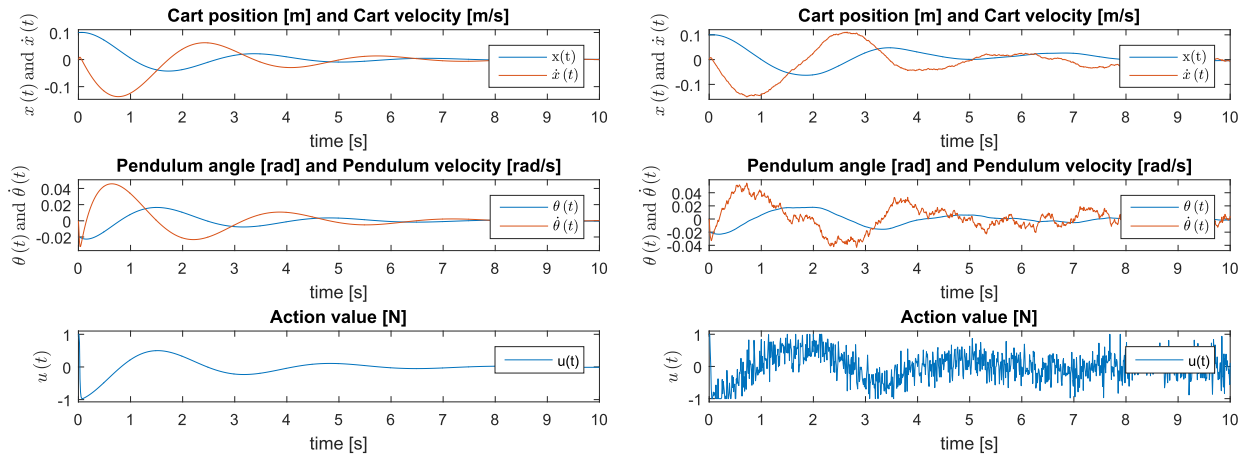 Cart position [m] and Cart velocity [m/s]
x (t) and ẋ (t)
0.1
0
-0.1
x(t)
ẋ (t)
0 1 2 3 4 5 6 7 8 9 10
time [s]
Pendulum angle [rad] and Pendulum velocity [rad/s]
θ (t) and θ̇ (t)
0.04
0.02
0
-0.02
θ (t)
θ̇ (t)
0 1 2 3 4 5 6 7 8 9 10
time [s]
Action value [N]
u (t)
1
0
-1
u(t)
0 1 2 3 4 5 6 7 8 9 10
time [s]
Cart position [m] and Cart velocity [m/s]
x (t) and ẋ (t)
0.1
0
-0.1
x(t)
ẋ (t)
0 1 2 3 4 5 6 7 8 9 10
time [s]
Pendulum angle [rad] and Pendulum velocity [rad/s]
θ (t) and θ̇ (t)
0.04
0.02
0
-0.02
-0.04
θ (t)
θ̇ (t)
0 1 2 3 4 5 6 7 8 9 10
time [s]
Action value [N]
u (t)
1
0
-1
u(t)
0 1 2 3 4 5 6 7 8 9 10
time [s]